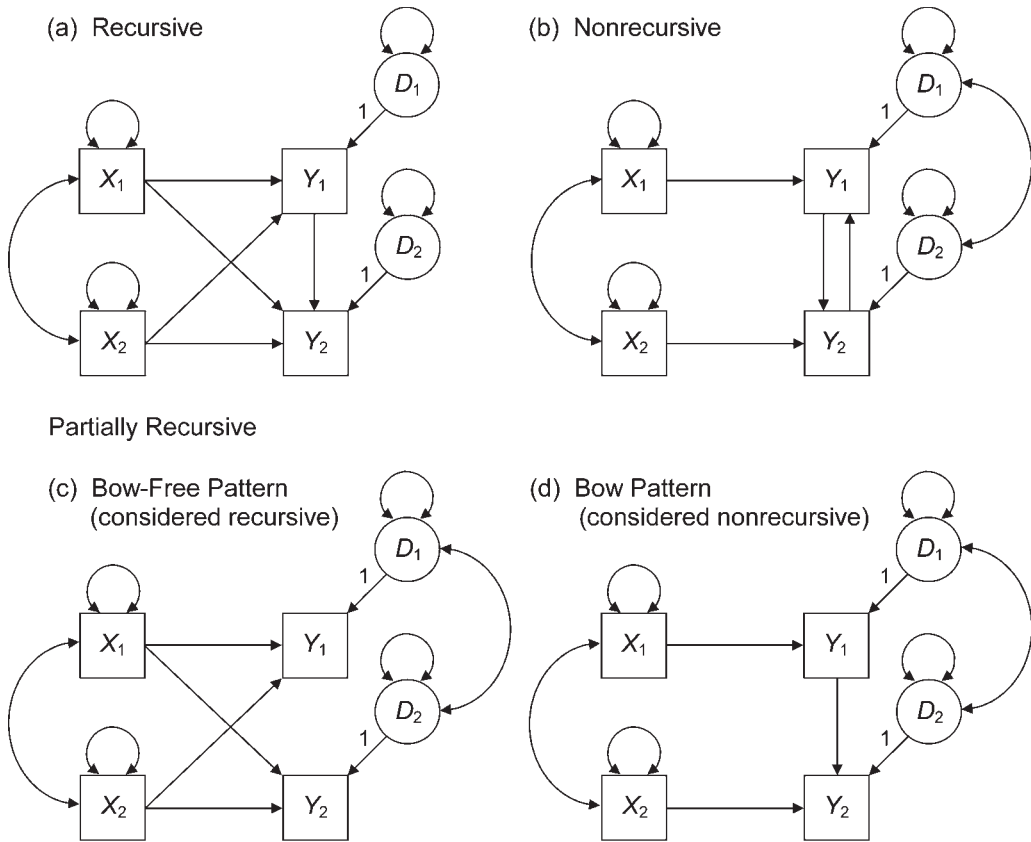 (a) Recursive
D₁
1
X₁
Y₁
D₂
1
X₂
Y₂
(b) Nonrecursive
D₁
1
X₁
Y₁
D₂
1
X₂
Y₂
Partially Recursive
(c) Bow-Free Pattern
(considered recursive)
D₁
1
X₁
Y₁
D₂
1
X₂
Y₂
(d) Bow Pattern
(considered nonrecursive)
D₁
1
X₁
Y₁
D₂
1
X₂
Y₂